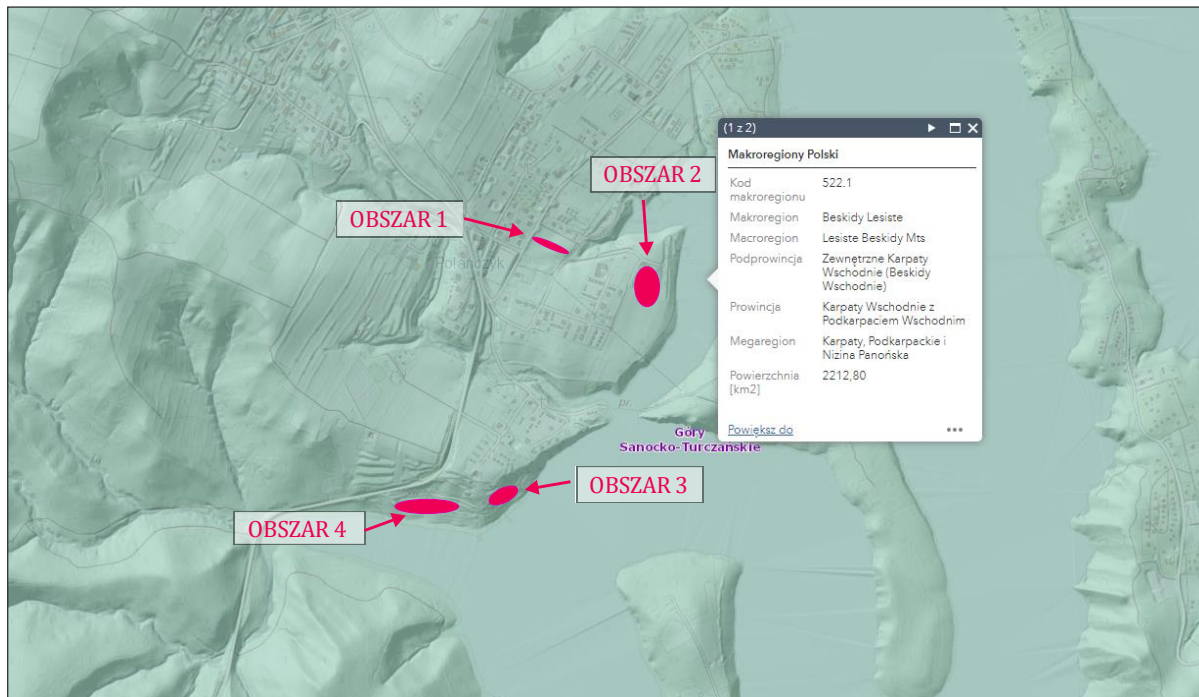 (1 z 2)
Makroregiony Polski
Kod makroregionu 522.1
Makroregion Beskidy Lesiste
Macroregion Lesiste Beskidy Mts
Podprowincja Zewnętrzne Karpaty
Wschodnie (Beskidy
Wschodnie)
Prowincja Karpaty Wschodnie z
Podkarpaciem Wschodnim
Megaregion Karpaty, Podkarpackie i
Nizina Panońska
Powierzchnia [km2] 2212,80
Powiększ do
OBSZAR 2
OBSZAR 1
Polańczyk
pr.
Góry
Sanocko-Turczańskie
OBSZAR 3
OBSZAR 4